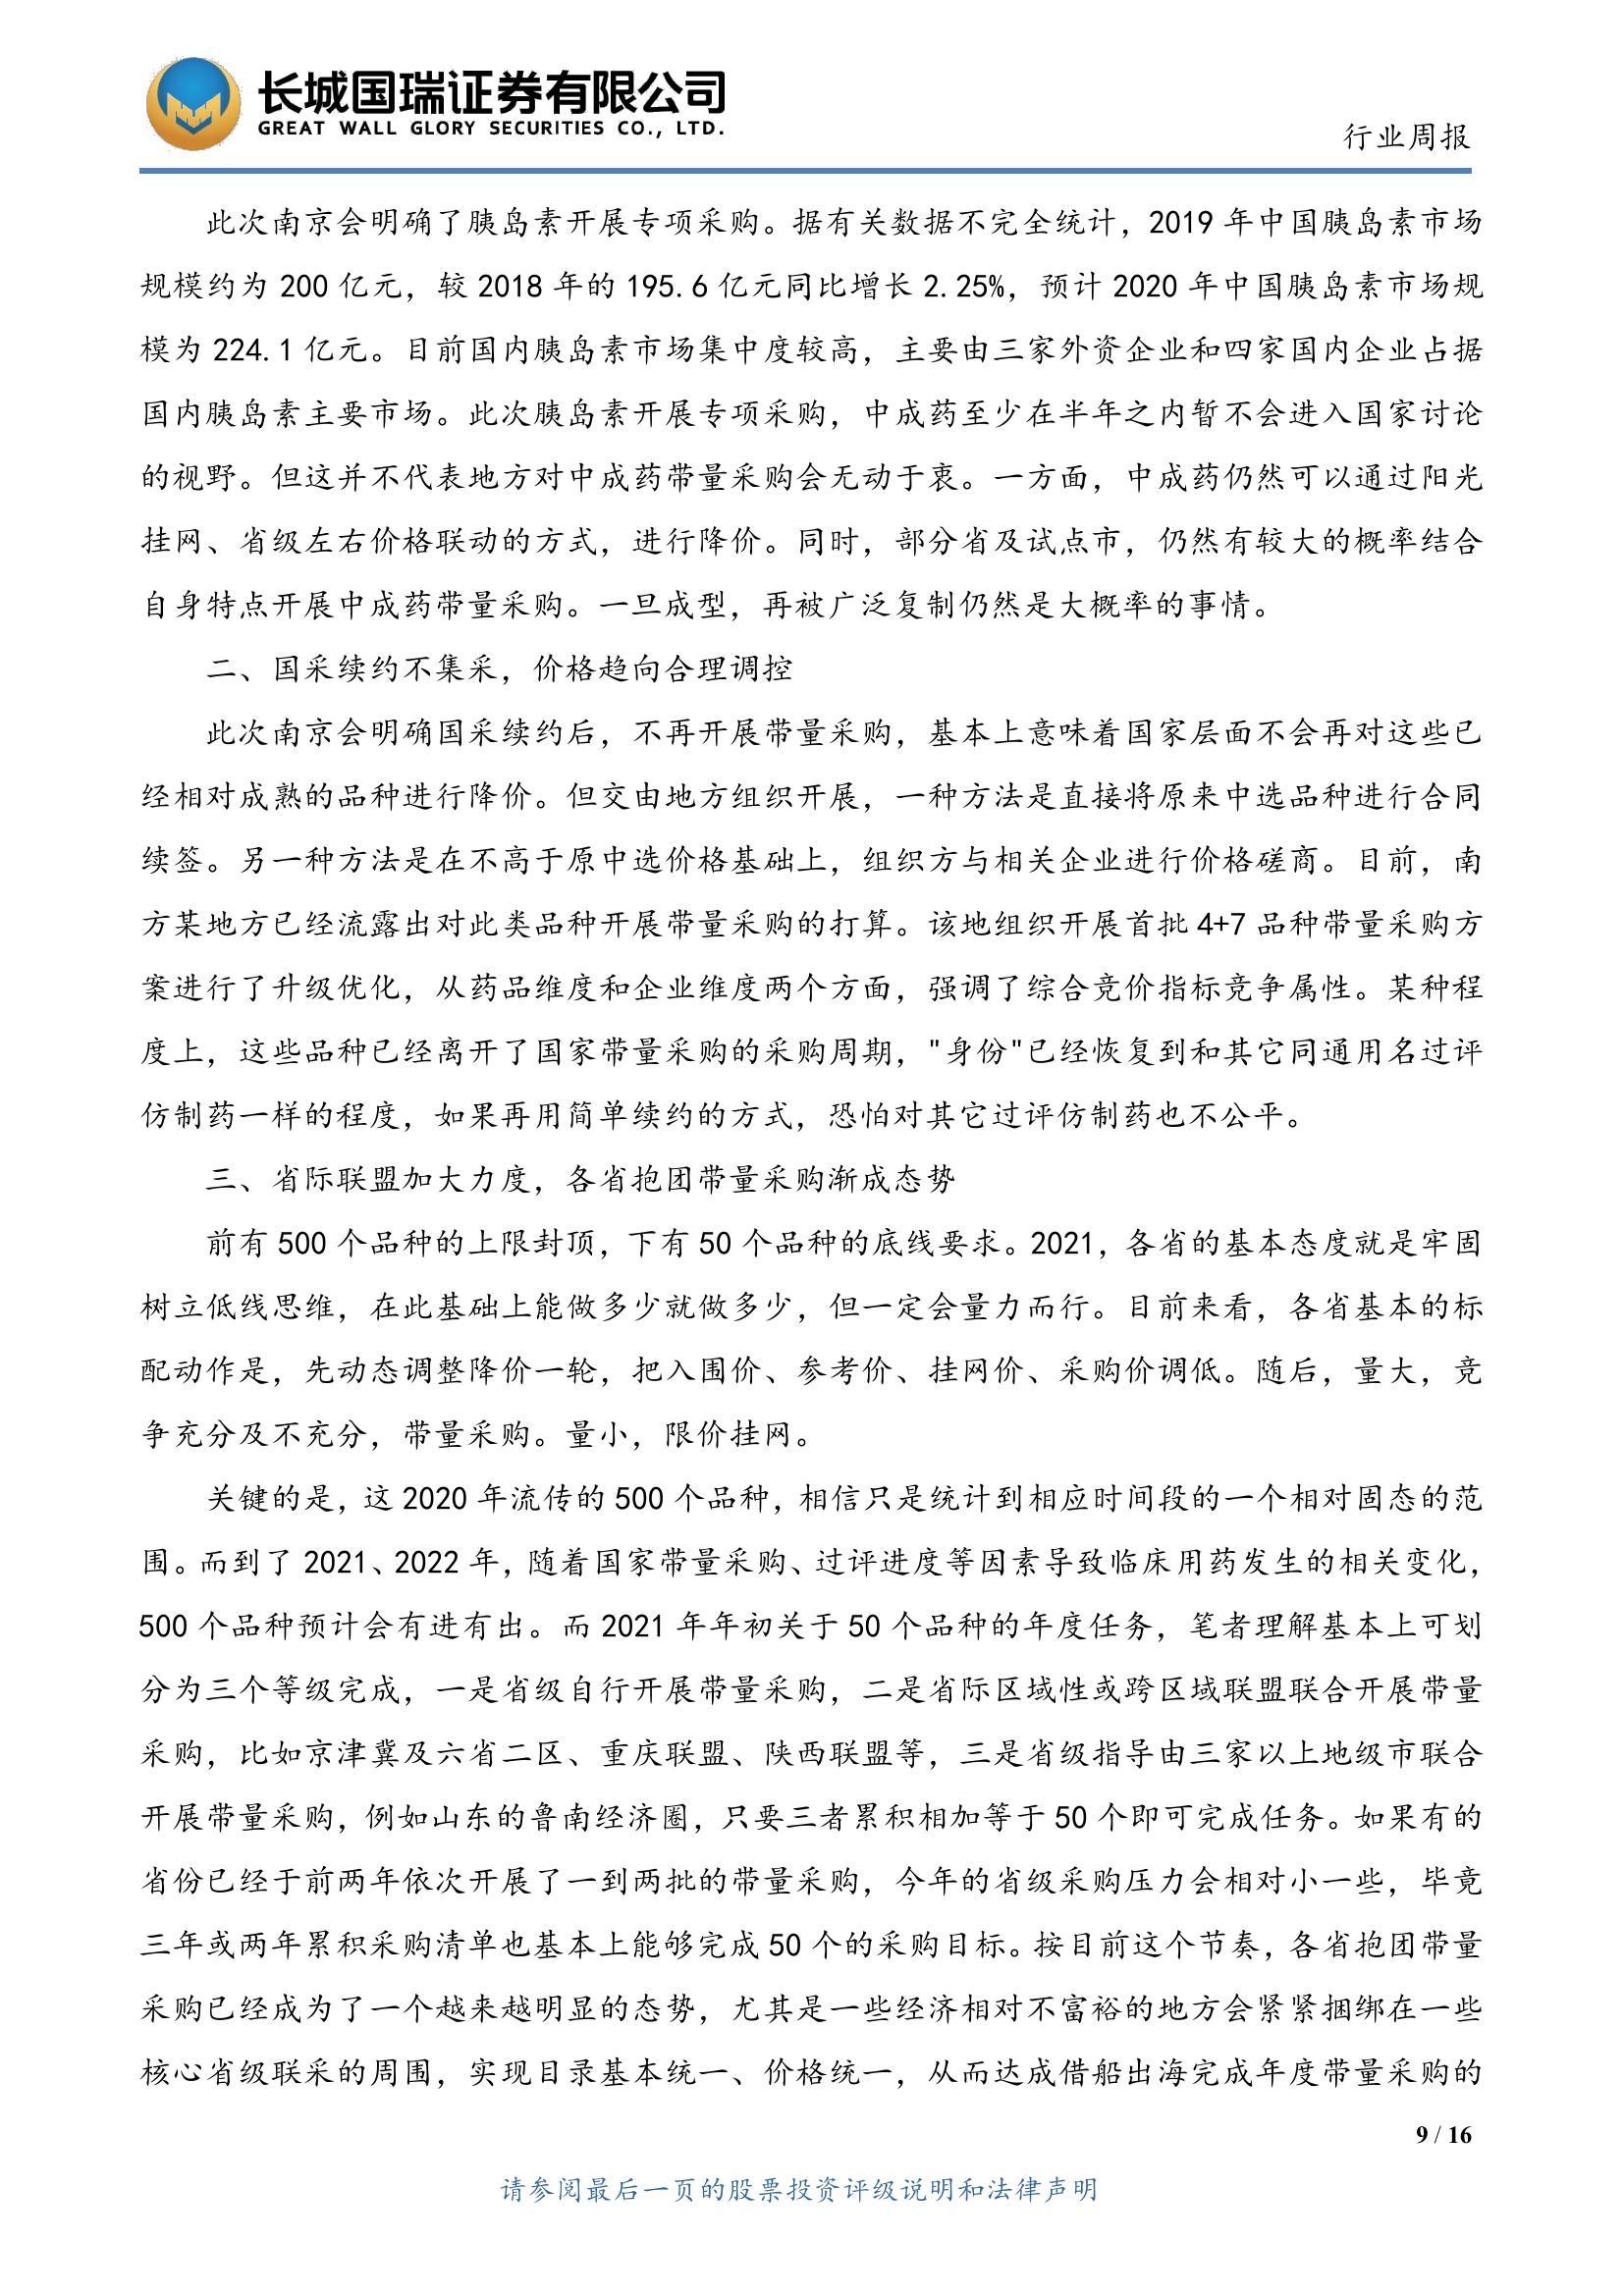 长城国瑞证券有限公司
GREAT WALL GLORY SECURITIES CO., LTD.
行业周报
此次南京会明确了胰岛素开展专项采购。据有关数据不完全统计，2019 年中国胰岛素市场
规模约为 200 亿元，较 2018 年的 195.6 亿元同比增长 2.25%，预计 2020 年中国胰岛素市场规
模为 224.1 亿元。目前国内胰岛素市场集中度较高，主要由三家外资企业和四家国内企业占据
国内胰岛素主要市场。此次胰岛素开展专项采购，中成药至少在半年之内暂不会进入国家讨论
的视野。但这并不代表地方对中成药带量采购会无动于衷。一方面，中成药仍然可以通过阳光
挂网、省级左右价格联动的方式，进行降价。同时，部分省及试点市，仍然有较大的概率结合
自身特点开展中成药带量采购。一旦成型，再被广泛复制仍然是大概率的事情。
二、国采续约不集采，价格趋向合理调控
此次南京会明确国采续约后，不再开展带量采购，基本上意味着国家层面不会再对这些已
经相对成熟的品种进行降价。但交由地方组织开展，一种方法是直接将原来中选品种进行合同
续签。另一种方法是在不高于原中选价格基础上，组织方与相关企业进行价格磋商。目前，南
方某地方已经流露出对此类品种开展带量采购的打算。该地组织开展首批 4+7 品种带量采购方
案进行了升级优化，从药品维度和企业维度两个方面，强调了综合竞价指标竞争属性。某种程
度上，这些品种已经离开了国家带量采购的采购周期，"身份"已经恢复到和其它同通用名过评
仿制药一样的程度，如果再用简单续约的方式，恐怕对其它过评仿制药也不公平。
三、省际联盟加大力度，各省抱团带量采购渐成态势
前有 500 个品种的上限封顶，下有 50 个品种的底线要求。2021，各省的基本态度就是牢固
树立低线思维，在此基础上能做多少就做多少，但一定会量力而行。目前来看，各省基本的标
配动作是，先动态调整降价一轮，把入围价、参考价、挂网价、采购价调低。随后，量大，竞
争充分及不充分，带量采购。量小，限价挂网。
关键的是，这 2020 年流传的 500 个品种，相信只是统计到相应时间段的一个相对固态的范
围。而到了 2021、2022 年，随着国家带量采购、过评进度等因素导致临床用药发生的相关变化，
500 个品种预计会有进有出。而 2021 年年初关于 50 个品种的年度任务，笔者理解基本上可划
分为三个等级完成，一是省级自行开展带量采购，二是省际区域性或跨区域联盟联合开展带量
采购，比如京津冀及六省二区、重庆联盟、陕西联盟等，三是省级指导由三家以上地级市联合
开展带量采购，例如山东的鲁南经济圈，只要三者累积相加等于 50 个即可完成任务。如果有的
省份已经于前两年依次开展了一到两批的带量采购，今年的省级采购压力会相对小一些，毕竟
三年或两年累积采购清单也基本上能够完成 50 个的采购目标。按目前这个节奏，各省抱团带量
采购已经成为了一个越来越明显的态势，尤其是一些经济相对不富裕的地方会紧紧捆绑在一些
核心省级联采的周围，实现目录基本统一、价格统一，从而达成借船出海完成年度带量采购的
9 / 16
请参阅最后一页的股票投资评级说明和法律声明